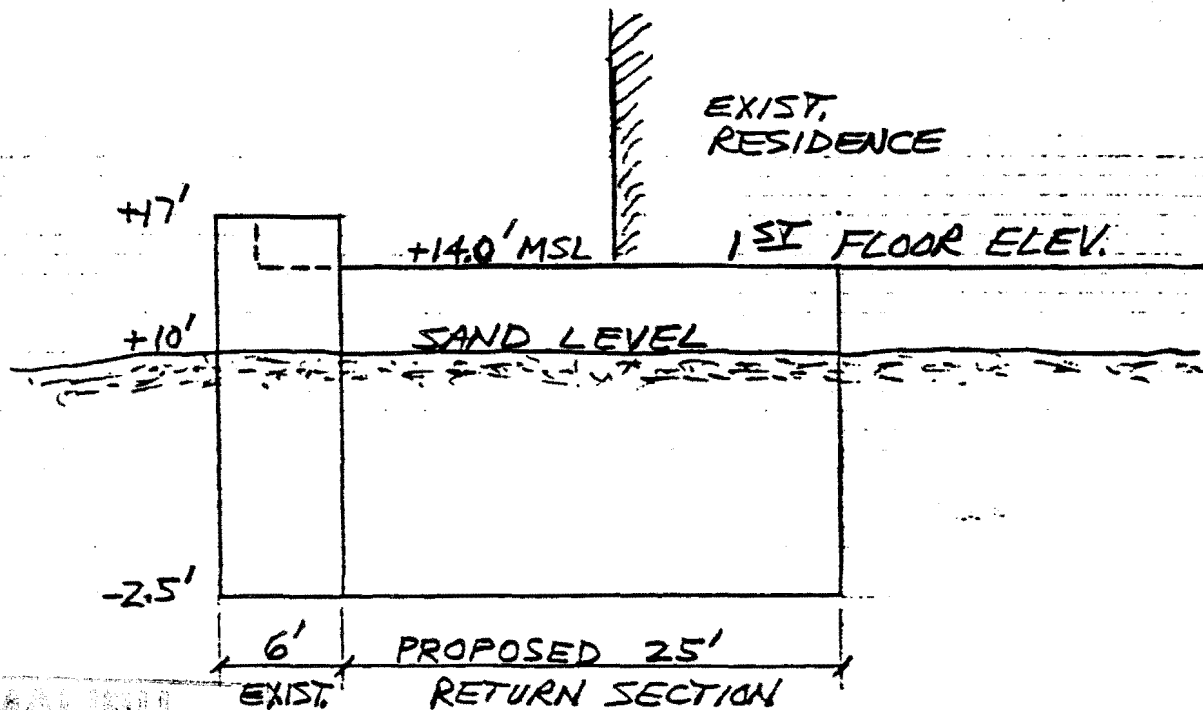 EXIST.
RESIDENCE
+17'
+14.0' MSL
1ST FLOOR ELEV.
+10'
SAND LEVEL
-2.5'
6'
PROPOSED 25'
EXIST.
RETURN SECTION